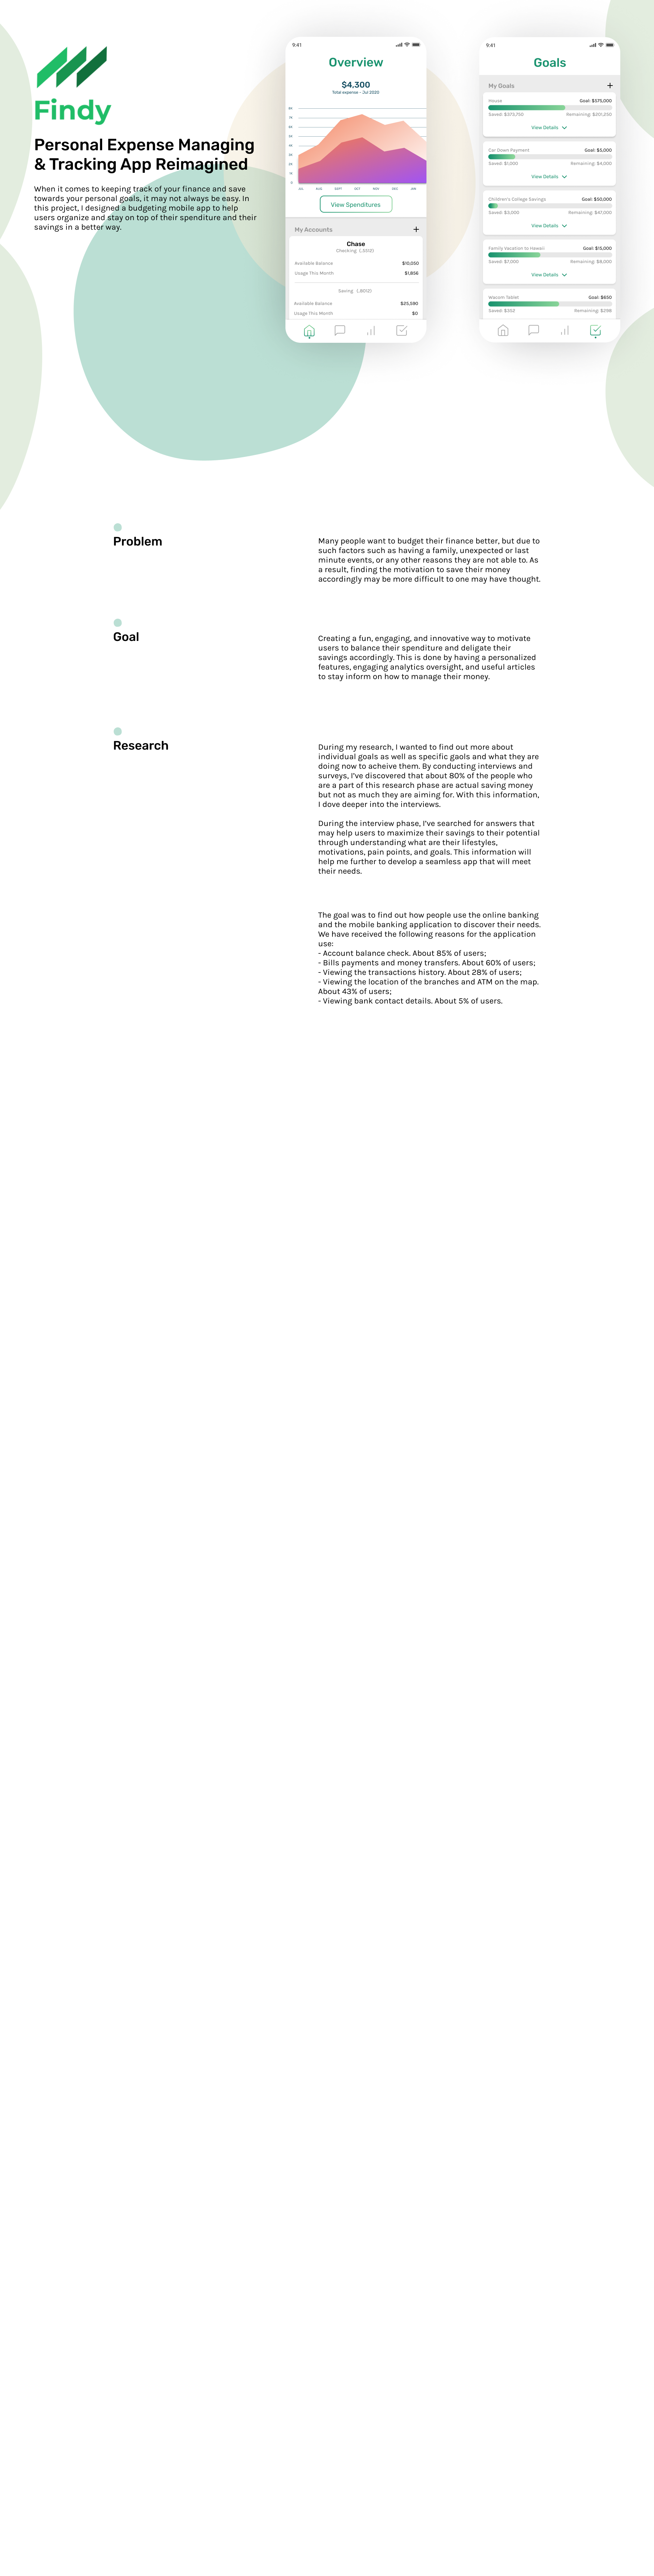 Findy
Personal Expense Managing
& Tracking App Reimagined
When it comes to keeping track of your finance and save
towards your personal goals, it may not always be easy. In
this project, I designed a budgeting mobile app to help
users organize and stay on top of their spenditure and their
savings in a better way.
9:41
Overview
$4,300
Total expense - Jul 2020
JUL AUG SEPT OCT NOV DEC JAN
View Spenditures
My Accounts +
Chase
Available Balance $10,050
Usage This Month $1,856
Available Balance $25,590
Usage This Month $0
9:41
Goals
My Goals +
House Goal: $375,000
Saved: $373,750 Remaining: $201,250
View Details
Car Down Payment Goal: $5,000
Saved: $1,000 Remaining: $4,000
View Details
Children's College Savings Goal: $50,000
Saved: $3,000 Remaining: $47,000
View Details
Family Vacation to Hawaii Goal: $15,000
Saved: $7,000 Remaining: $8,000
View Details
Wacom Tablet Goal: $650
Saved: $352 Remaining: $298
Problem
Many people want to budget their finance better, but due to
such factors such as having a family, unexpected or last
minute events, or any other reasons they are not able to. As
a result, finding the motivation to save their money
accordingly may be more difficult to one may have thought.
Goal
Creating a fun, engaging, and innovative way to motivate
users to balance their spenditure and deligate their
savings accordingly. This is done by having a personalized
features, engaging analytics oversight, and useful articles
to stay inform on how to manage their money.
Research
During my research, I wanted to find out more about
individual goals as well as specific gaols and what they are
doing now to acheive them. By conducting interviews and
surveys, I've discovered that about 80% of the people who
are a part of this research phase are actual saving money
but not as much they are aiming for. With this information,
I dove deeper into the interviews.
During the interview phase, I've searched for answers that
may help users to maximize their savings to their potential
through understanding what are their lifestyles,
motivations, pain points, and goals. This information will
help me further to develop a seamless app that will meet
their needs.
The goal was to find out how people use the online banking
and the mobile banking application to discover their needs.
We have received the following reasons for the application
use:
- Account balance check. About 85% of users;
- Bills payments and money transfers. About 60% of users;
- Viewing the transactions history. About 28% of users;
- Viewing the location of the branches and ATM on the map.
About 43% of users;
- Viewing bank contact details. About 5% of users.